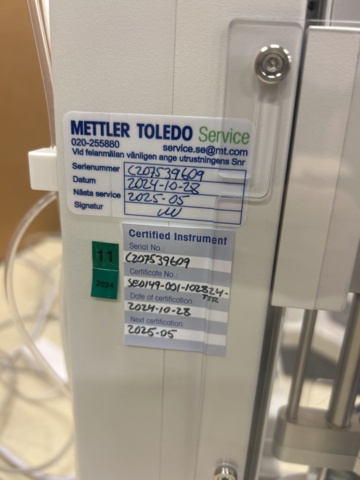 METTLER TOLEDO Service
020-255880 service.se@mt.com
Vid felanmälan vänligen ange utrustningens Snr
Serienummer C207539609
Datum 2024-10-28
Nästa service 2025-05
Signatur
Certified Instrument
Serial No.:
C207539609
Certificate No.:
SE0149-001-102824-
Date of certification:
2024-10-28
Next certification:
2025-05
11
2024